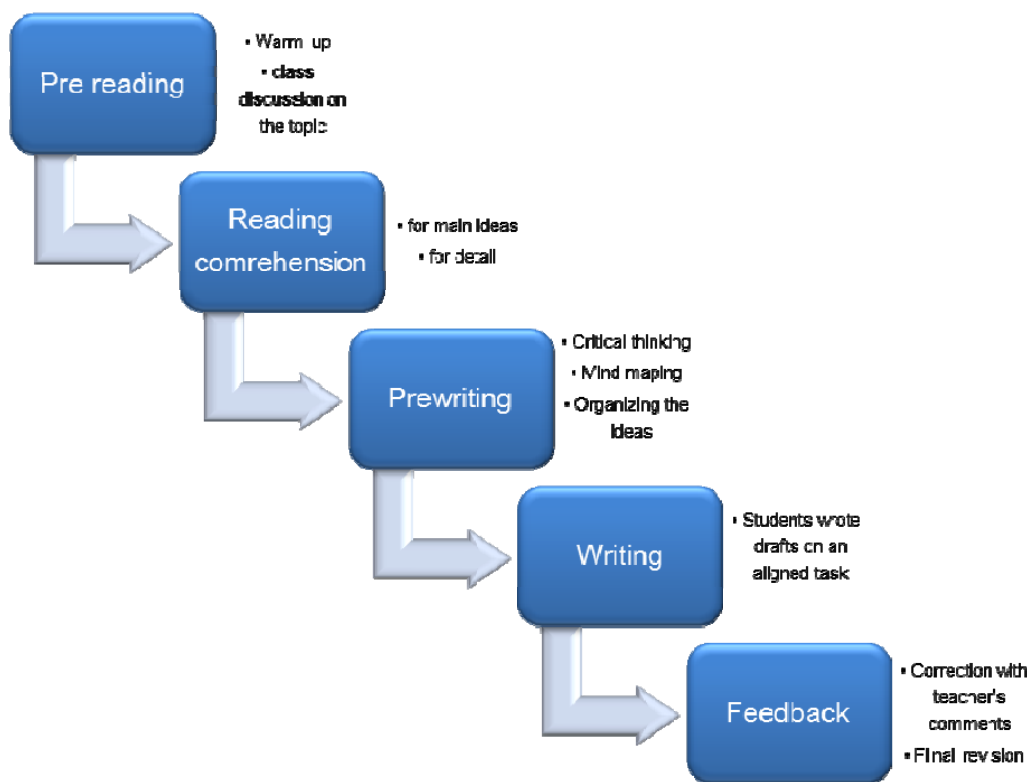 Pre reading
▪ Warm up
▪ class
discussion on
the topic
Reading
comrehension
▪ for main ideas
▪ for detail
Prewriting
▪ Critical thinking
▪ Mind maping
▪ Organizing the
ideas
Writing
▪ Students wrote
drafts on an
aligned task
Feedback
▪ Correction with
teacher's
comments
▪ Final revision